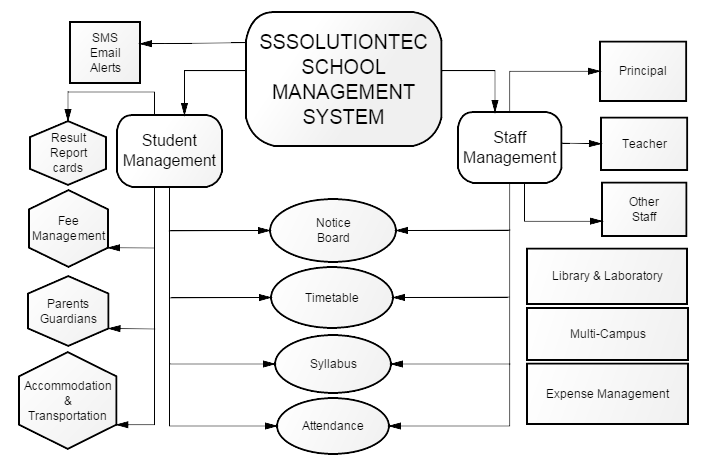 SSSOLUTIONTEC
SCHOOL
MANAGEMENT
SYSTEM
SMS
Email
Alerts
Student
Management
Staff
Management
Result
Report
cards
Fee
Management
Parents
Guardians
Accommodation
&
Transportation
Notice
Board
Timetable
Syllabus
Attendance
Principal
Teacher
Other
Staff
Library & Laboratory
Multi-Campus
Expense Management